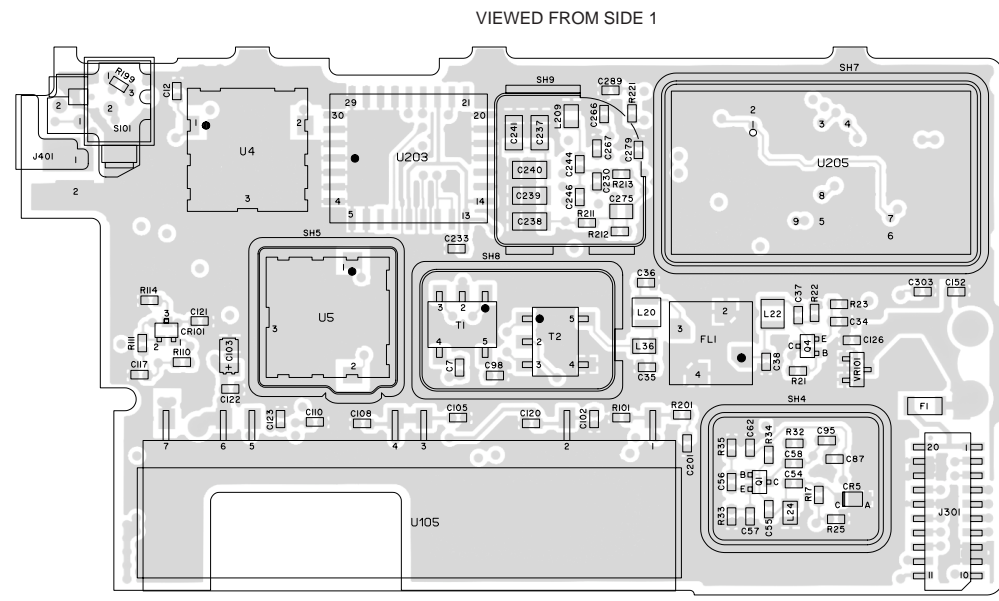 VIEWED FROM SIDE 1
SH7
SH9
C289
R199
1
3
C12
2
2
1
S101
J401
1
2
1
2
U4
3
29
21
30
20
U203
4
14
5
13
C241
C237
L209
C266
R221
C267
C279
C244
C240
C230
R213
C246
C239
C275
R211
C238
R212
2
1
3
4
U205
8
9
5
7
6
SH5
C233
SH8
1
U5
3
2
C36
L20
3
2
1
T1
4
5
5
2
T2
3
4
C7
C98
L36
C35
2
3
FL1
4
L22
C37
R22
R23
C34
C303
C152
C126
C
Q4
E
B
C38
R21
VR101
R114
3
C121
R111
2
CR101
R110
+ C103
C117
C122
C123
C110
C108
C105
C120
C102
R101
R201
C201
7
6
5
4
3
2
1
U105
SH4
F1
R35
C62
R34
R32
C95
C58
C87
C56
B
E
Q1
C
C54
R17
CR5
C
A
R33
C57
C55
L24
R25
20
1
J301
11
10